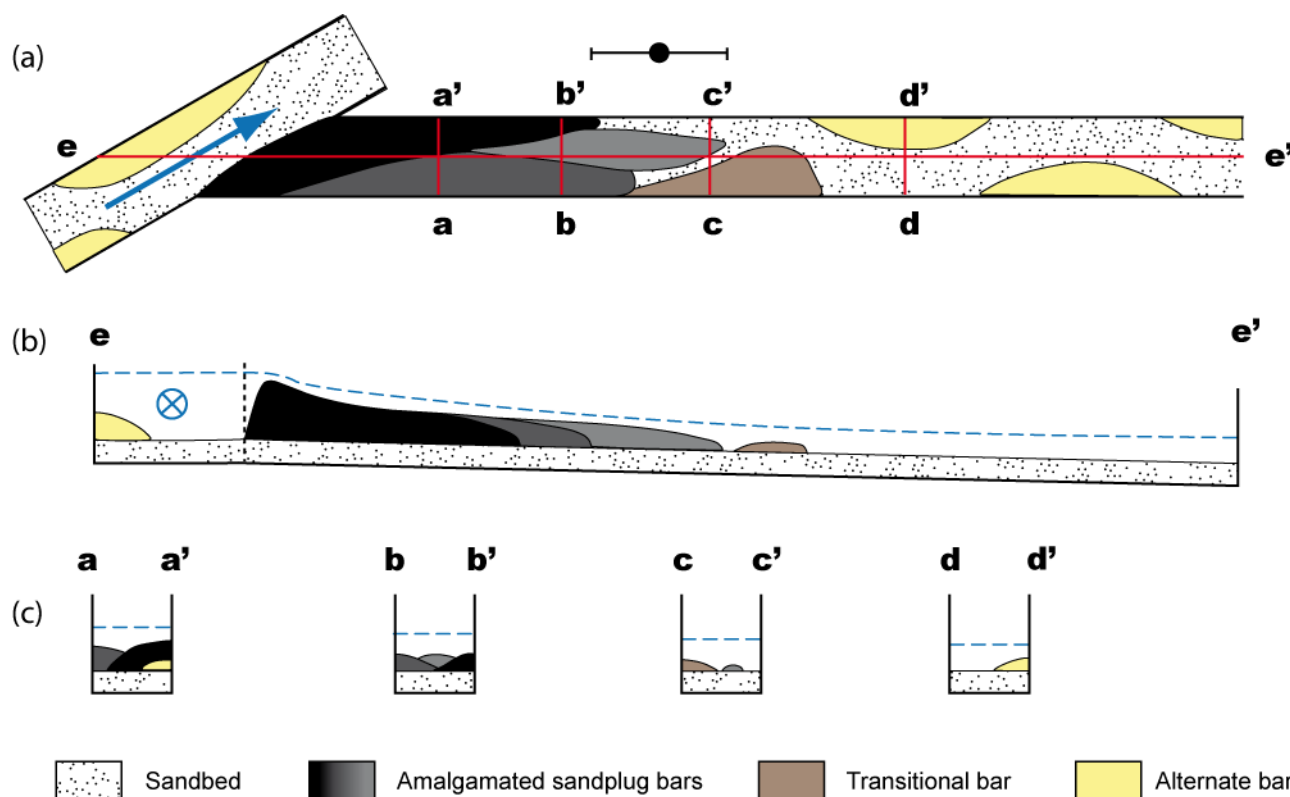 (a)
a’ b’ c’ d’
e e’
a b c d
(b)
e e’
a a’ b b’ c c’ d d’
(c)
Sandbed Amalgamated sandplug bars Transitional bar Alternate bar